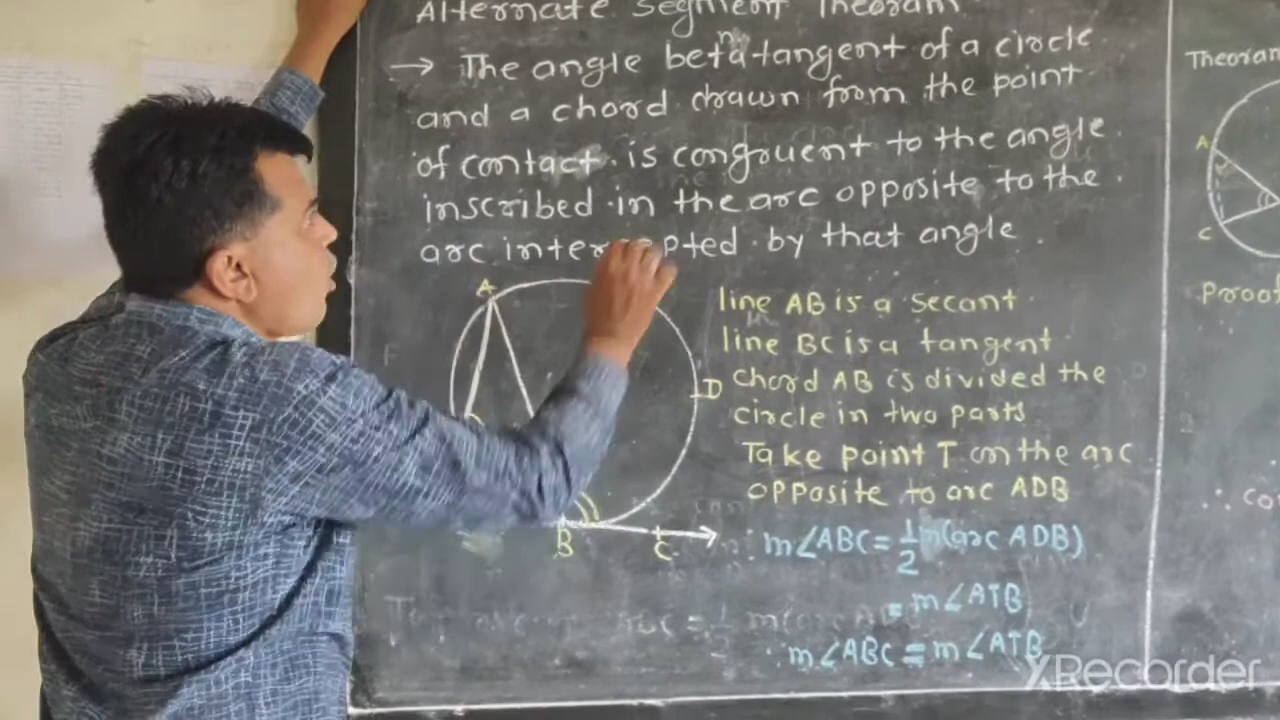 Alternate Segment Theoram
→ The angle betn tangent of a circle
and a chord drawn from the point
of contact is congruent to the angle
inscribed in the arc opposite to the
arc intercepted by that angle.
A
D
B
C
line AB is a secant
line BC is a tangent
chord AB is divided the
circle in two parts
Take point T on the arc
opposite to arc ADB
∴ m∠ABC = 1/2 m(arc ADB)
= m∠ATB
∴ m∠ABC = m∠ATB
Theoram
A
C
Proof
XRecorder